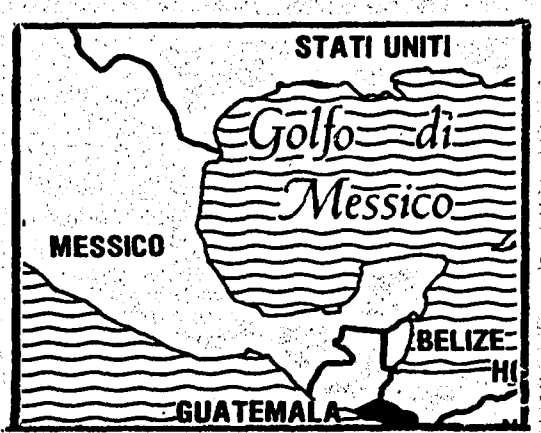 STATI UNITI
Golfo di
Messico
MESSICO
BELIZE
GUATEMALA